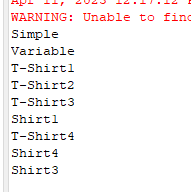 Apr 11, 2023 12:17:12
WARNING: Unable to find
Simple
Variable
T-Shirt1
T-Shirt2
T-Shirt3
Shirt1
T-Shirt4
Shirt4
Shirt3